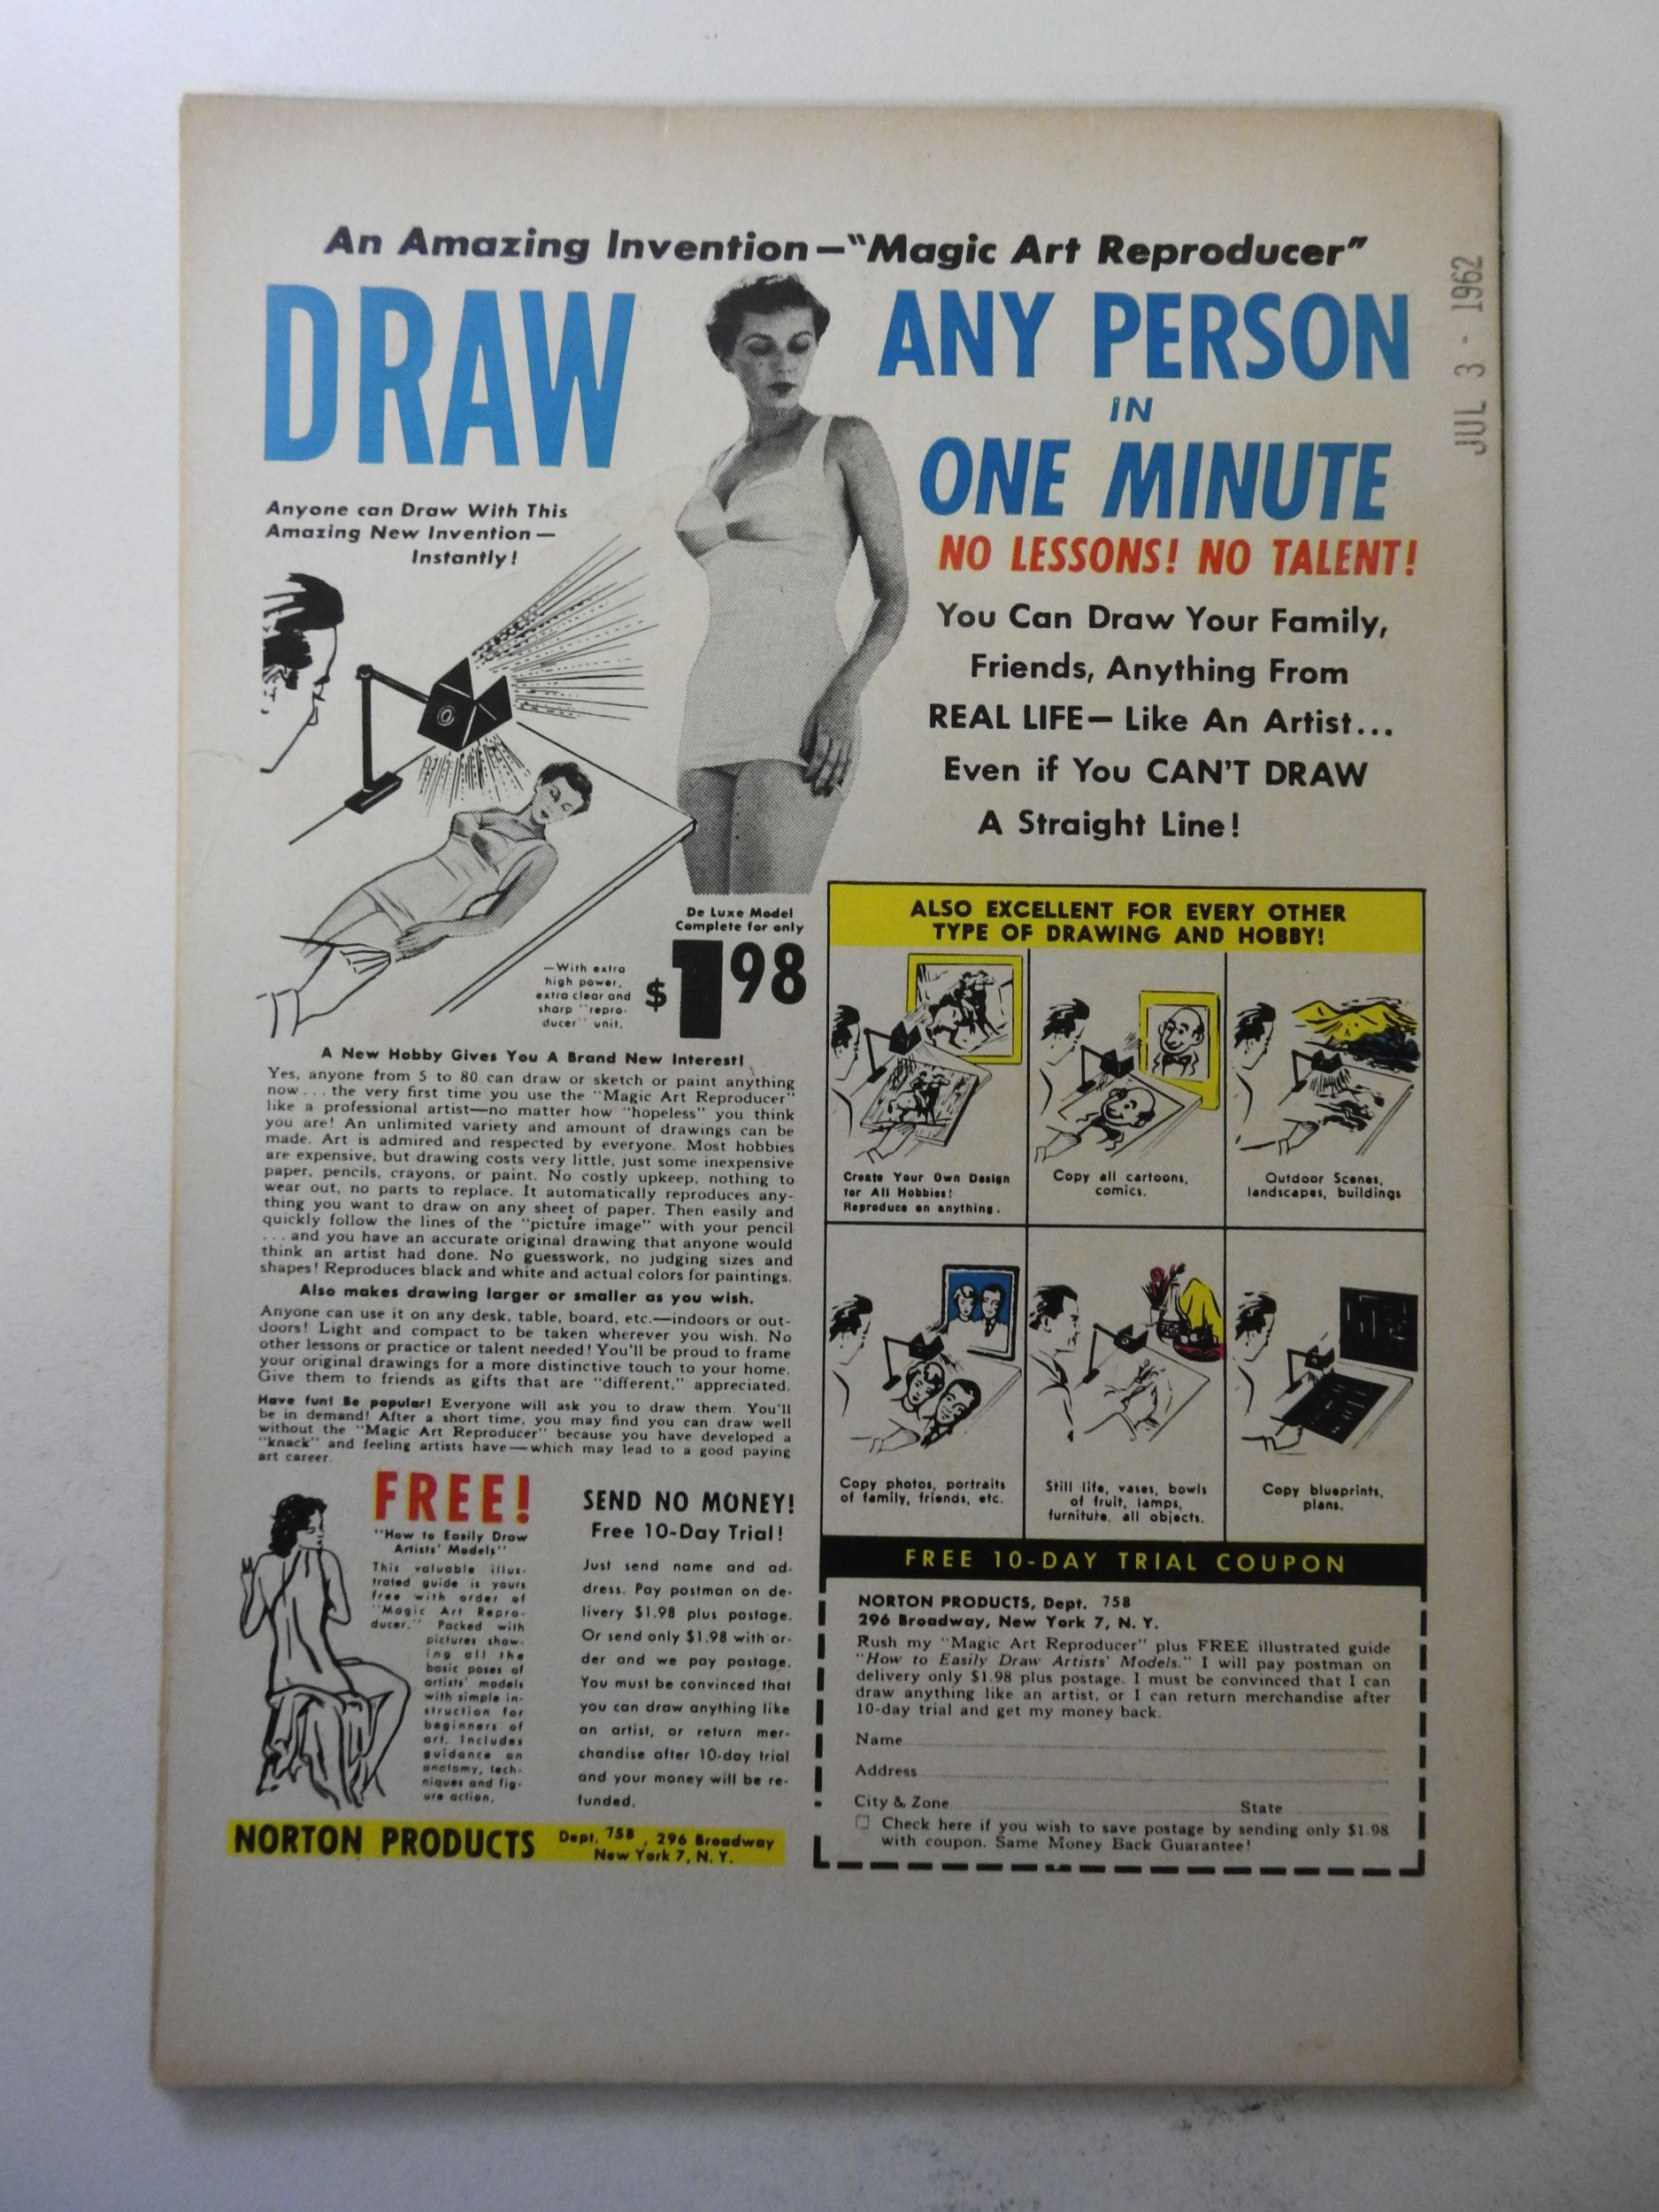 An Amazing Invention—"Magic Art Reproducer"
DRAW
ANY PERSON
IN
ONE MINUTE
NO LESSONS! NO TALENT!
JUL 3 - 1962
Anyone can Draw With This
Amazing New Invention—
Instantly!
You Can Draw Your Family,
Friends, Anything From
REAL LIFE— Like An Artist...
Even if You CAN'T DRAW
A Straight Line!
De Luxe Model
Complete for only
$1.98
—With extra
high power,
extra clear and
sharp "repro-
ducer" unit.
A New Hobby Gives You A Brand New Interest!
Yes, anyone from 5 to 80 can draw or sketch or paint anything
now... the very first time you use the "Magic Art Reproducer"
like a professional artist—no matter how "hopeless" you think
you are! An unlimited variety and amount of drawings can be
made. Art is admired and respected by everyone. Most hobbies
are expensive, but drawing costs very little, just some inexpensive
paper, pencils, crayons, or paint. No costly upkeep, nothing to
wear out, no parts to replace. It automatically reproduces any-
thing you want to draw on any sheet of paper. Then easily and
quickly follow the lines of the "picture image" with your pencil
... and you have an accurate original drawing that anyone would
think an artist had done. No guesswork, no judging sizes and
shapes! Reproduces black and white and actual colors for paintings.
Also makes drawing larger or smaller as you wish.
Anyone can use it on any desk, table, board, etc.—indoors or out-
doors! Light and compact to be taken wherever you wish. No
other lessons or practice or talent needed! You'll be proud to frame
your original drawings for a more distinctive touch to your home.
Give them to friends as gifts that are "different," appreciated.
Have fun! Be popular! Everyone will ask you to draw them. You'll
be in demand! After a short time, you may find you can draw well
without the "Magic Art Reproducer" because you have developed a
"knack" and feeling artists have—which may lead to a good paying
art career.
FREE!
"How to Easily Draw
Artists' Models"
This valuable illus-
trated guide is yours
free with order of
"Magic Art Repro-
ducer." Packed with
pictures show-
ing all the
basic poses of
artists' models
with simple in-
struction for
beginners of
art. Includes
guidance on
anatomy, tech-
niques and fig-
ure action.
SEND NO MONEY!
Free 10-Day Trial!
Just send name and ad-
dress. Pay postman on de-
livery $1.98 plus postage.
Or send only $1.98 with or-
der and we pay postage.
You must be convinced that
you can draw anything like
an artist, or return mer-
chandise after 10-day trial
and your money will be re-
funded.
NORTON PRODUCTS Dept. 758, 296 Broadway
New York 7, N. Y.
ALSO EXCELLENT FOR EVERY OTHER
TYPE OF DRAWING AND HOBBY!
Create Your Own Design
for All Hobbies!
Reproduce on anything.
Copy all cartoons,
comics.
Outdoor Scenes,
landscapes, buildings
Copy photos, portraits
of family, friends, etc.
Still life, vases, bowls
of fruit, lamps,
furniture, all objects.
Copy blueprints,
plans.
FREE 10-DAY TRIAL COUPON
NORTON PRODUCTS, Dept. 758
296 Broadway, New York 7, N. Y.
Rush my "Magic Art Reproducer" plus FREE illustrated guide
"How to Easily Draw Artists' Models." I will pay postman on
delivery only $1.98 plus postage. I must be convinced that I can
draw anything like an artist, or I can return merchandise after
10-day trial and get my money back.
Name
Address
City & Zone State
☐ Check here if you wish to save postage by sending only $1.98
with coupon. Same Money Back Guarantee!